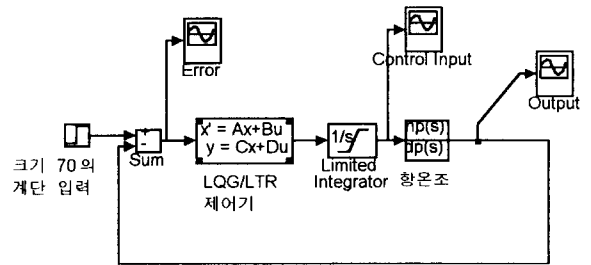 Error
Control Input
Output
크기 70의
계단 입력
+
-
Sum
x' = Ax+Bu
y = Cx+Du
LQG/LTR
제어기
1/s
Limited
Integrator
np(s)
dp(s)
항온조